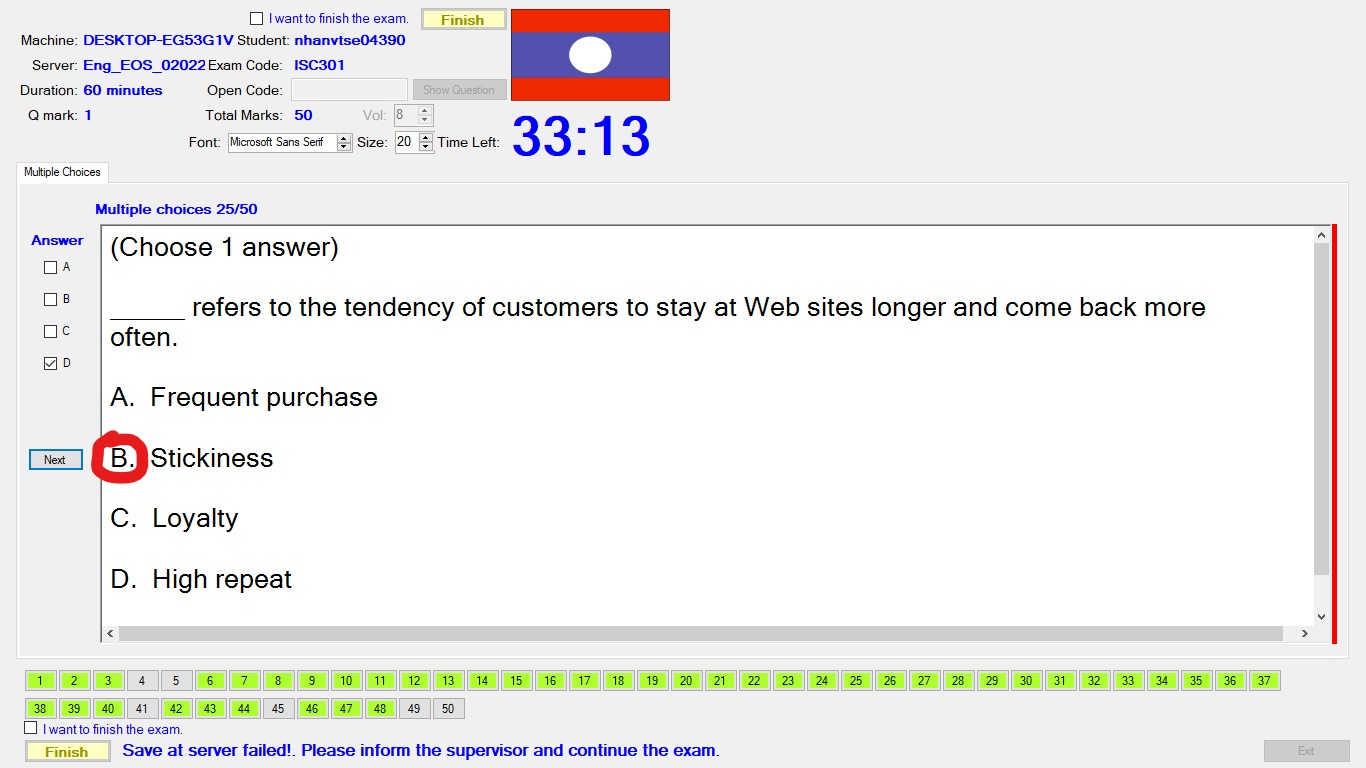 I want to finish the exam. Finish
Machine: DESKTOP-EG53G1V Student: nhanvtse04390
Server: Eng_EOS_02022 Exam Code: ISC301
Duration: 60 minutes Open Code: Show Question
Q mark: 1 Total Marks: 50 Vol: 8
Font: Microsoft Sans Serif Size: 20 Time Left: 33:13
Multiple Choices
Multiple choices 25/50
Answer
A
B
C
D
Next
(Choose 1 answer)
______ refers to the tendency of customers to stay at Web sites longer and come back more
often.
A. Frequent purchase
B. Stickiness
C. Loyalty
D. High repeat
1 2 3 4 5 6 7 8 9 10 11 12 13 14 15 16 17 18 19 20 21 22 23 24 25 26 27 28 29 30 31 32 33 34 35 36 37
38 39 40 41 42 43 44 45 46 47 48 49 50
I want to finish the exam.
Finish Save at server failed!. Please inform the supervisor and continue the exam. Exit